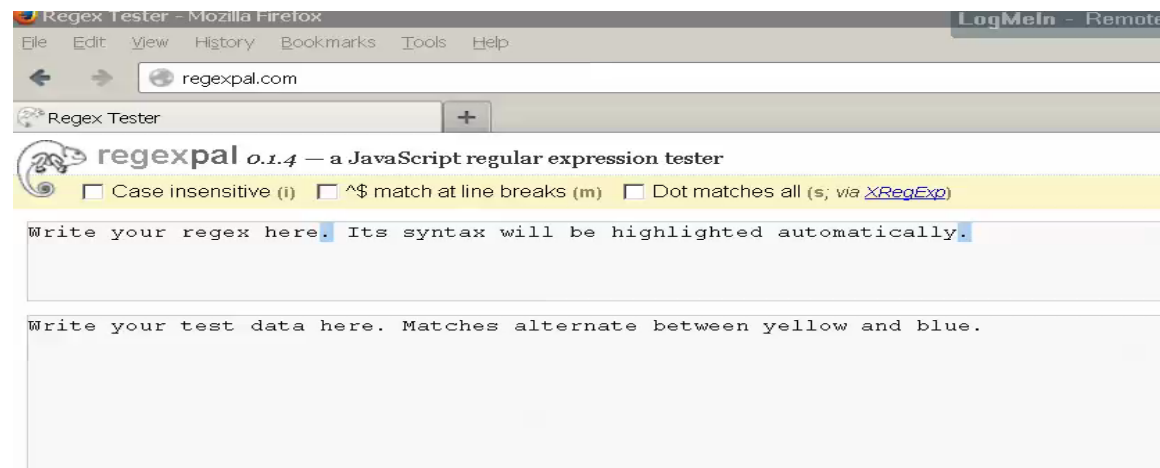 Regex Tester - Mozilla Firefox
LogMeIn - Remote
File Edit View History Bookmarks Tools Help
regexpal.com
Regex Tester +
regexpal 0.1.4 — a JavaScript regular expression tester
Case insensitive (i) ^$ match at line breaks (m) Dot matches all (s; via XRegExp)
Write your regex here. Its syntax will be highlighted automatically.
Write your test data here. Matches alternate between yellow and blue.